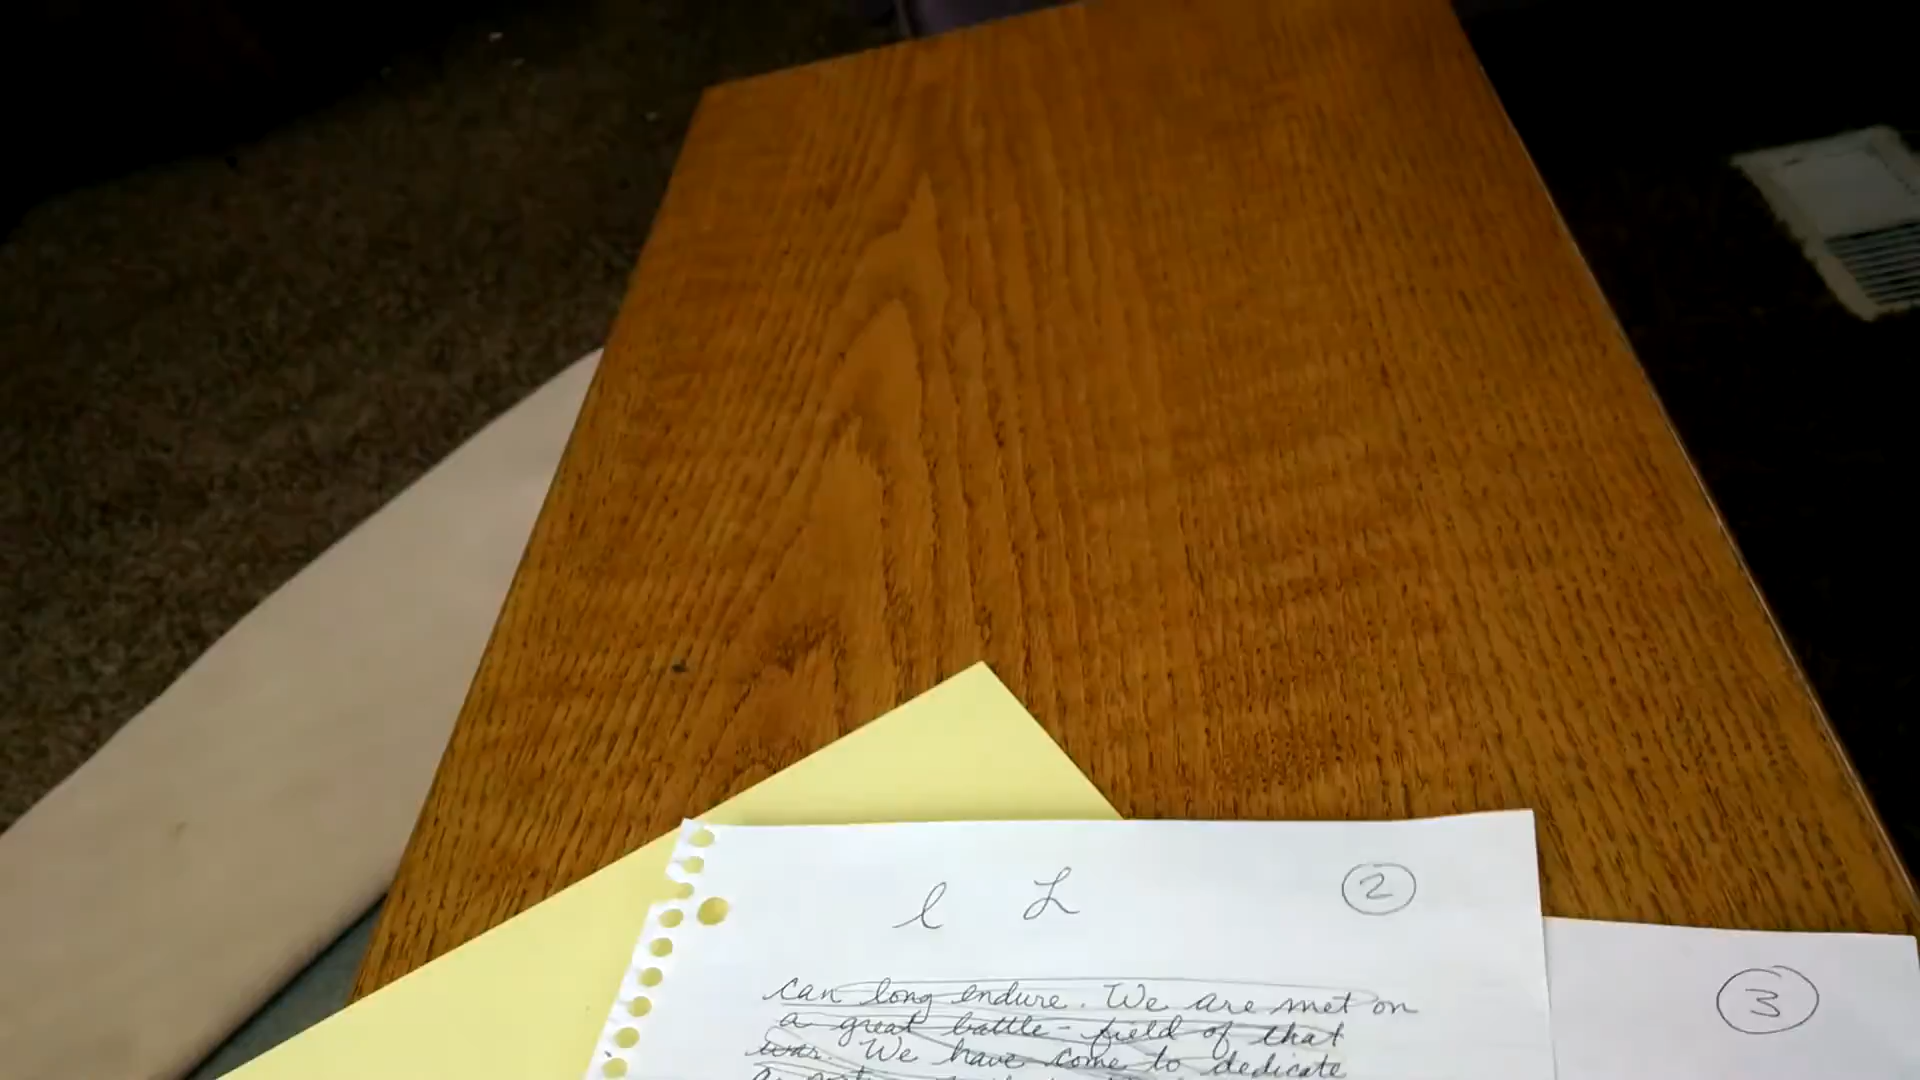 l L 2
can long endure. We are met on
a great battle-field of that
war. We have come to dedicate
3